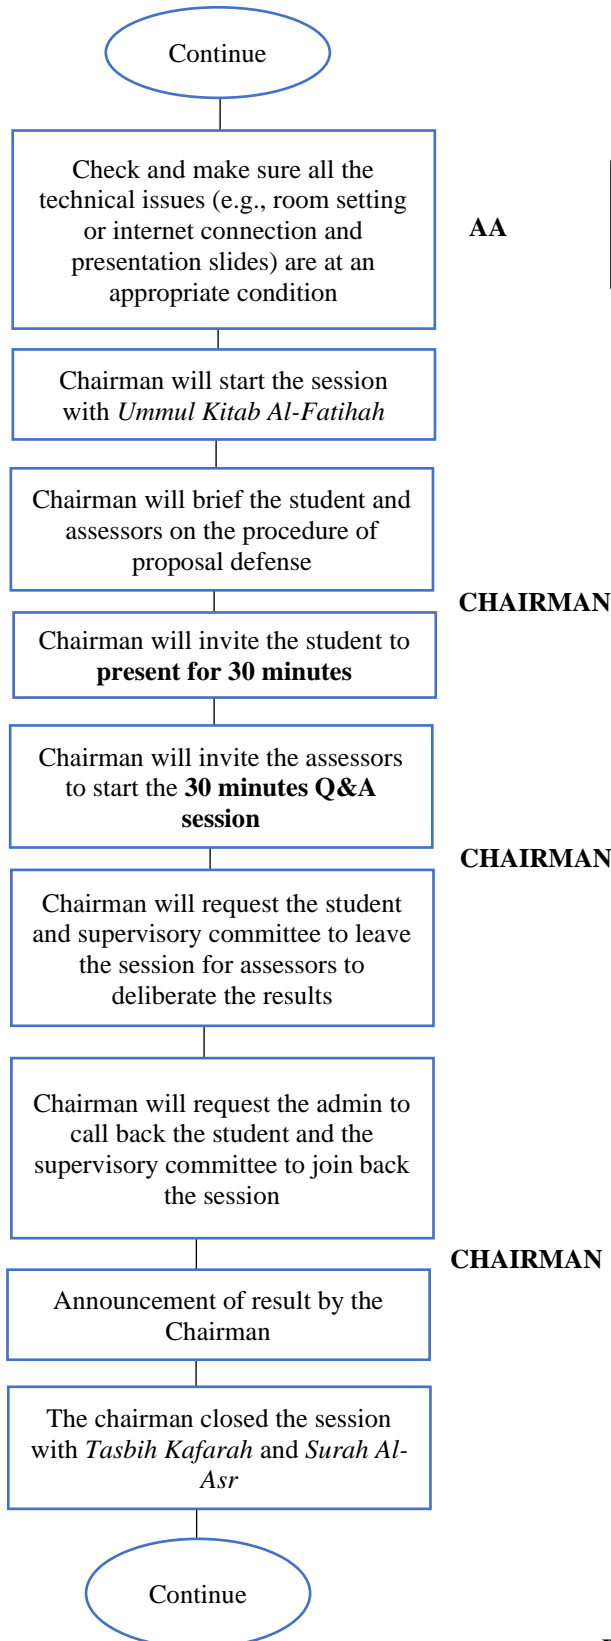 Continue
Check and make sure all the
technical issues (e.g., room setting
or internet connection and
presentation slides) are at an
appropriate condition
AA
Chairman will start the session
with Ummul Kitab Al-Fatihah
Chairman will brief the student and
assessors on the procedure of
proposal defense
CHAIRMAN
Chairman will invite the student to
present for 30 minutes
Chairman will invite the assessors
to start the 30 minutes Q&A
session
CHAIRMAN
Chairman will request the student
and supervisory committee to leave
the session for assessors to
deliberate the results
Chairman will request the admin to
call back the student and the
supervisory committee to join back
the session
CHAIRMAN
Announcement of result by the
Chairman
The chairman closed the session
with Tasbih Kafarah and Surah Al-
Asr
Continue